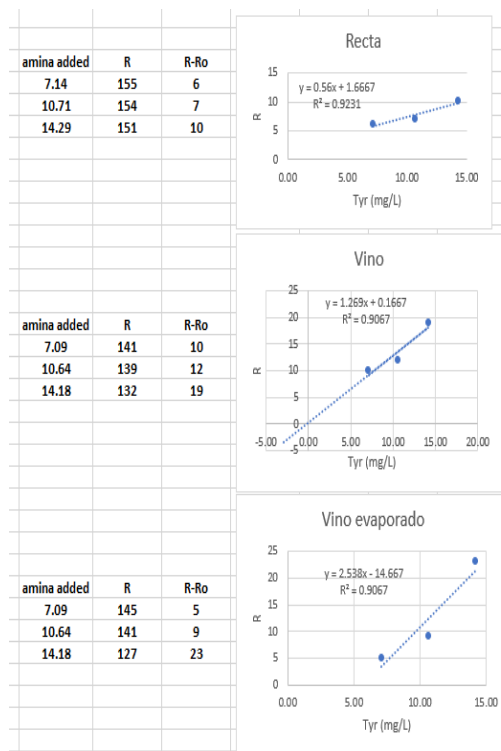 amina added R R-Ro
7.14 155 6
10.71 154 7
14.29 151 10
Recta
y = 0.56x + 1.6667
R² = 0.9231
15
10
5
0
R
0.00 5.00 10.00 15.00
Tyr (mg/L)
amina added R R-Ro
7.09 141 10
10.64 139 12
14.18 132 19
Vino
y = 1.269x + 0.1667
R² = 0.9067
25
20
15
10
5
0
-5
R
-5.00 0.00 5.00 10.00 15.00 20.00
Tyr (mg/L)
amina added R R-Ro
7.09 145 5
10.64 141 9
14.18 127 23
Vino evaporado
y = 2.538x - 14.667
R² = 0.9067
25
20
15
10
5
0
R
0.00 5.00 10.00 15.00
Tyr (mg/L)